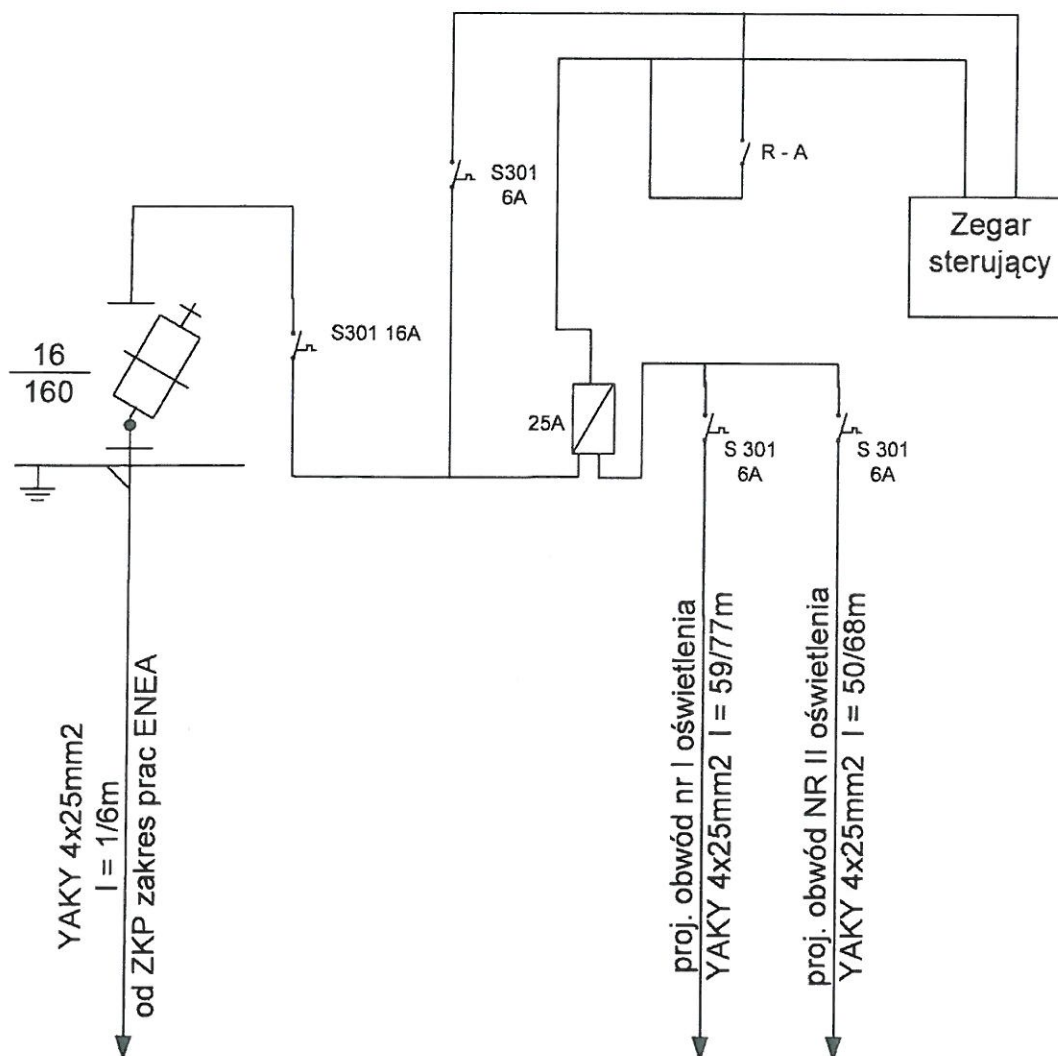 R - A
S301
6A
Zegar
sterujący
S301 16A
16
160
25A
S 301
6A
S 301
6A
YAKY 4x25mm2
l = 1/6m
od ZKP zakres prac ENEA
proj. obwód nr I oświetlenia
YAKY 4x25mm2 l = 59/77m
proj. obwód NR II oświetlenia
YAKY 4x25mm2 l = 50/68m